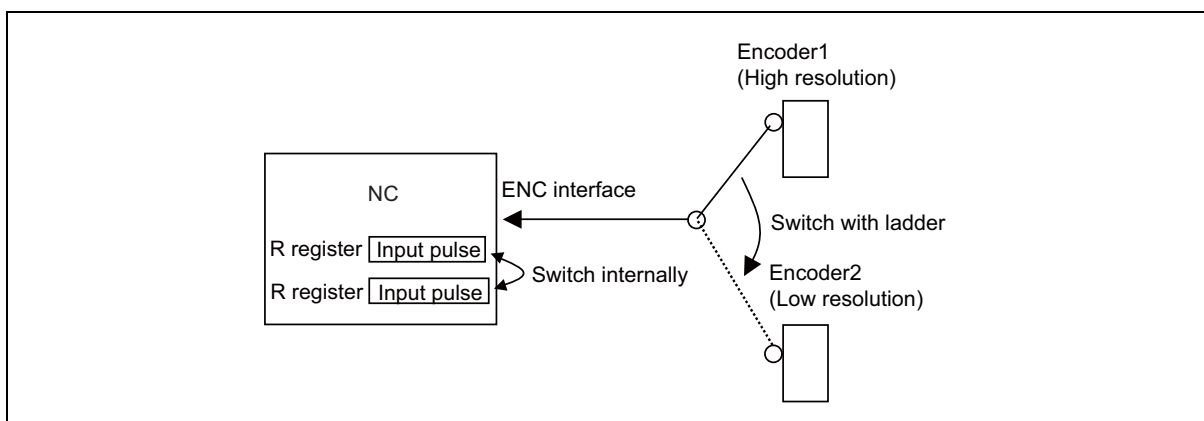 Encoder1
(High resolution)
NC
ENC interface
Switch with ladder
R register Input pulse
Switch internally
R register Input pulse
Encoder2
(Low resolution)